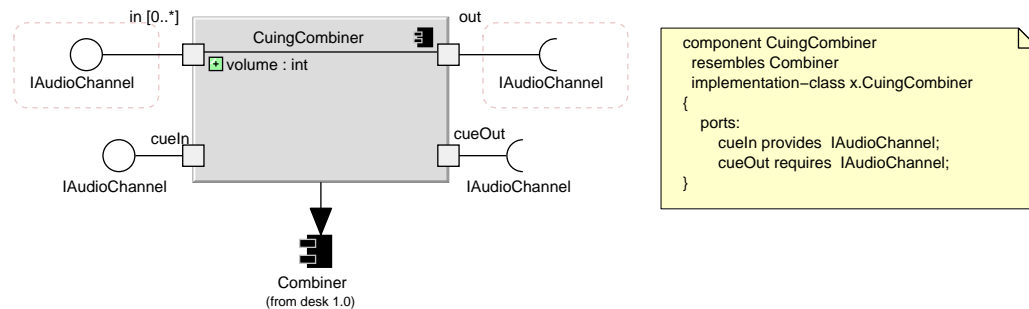 in [0..*]
out
CuingCombiner
volume : int
IAudioChannel
IAudioChannel
cueIn
cueOut
IAudioChannel
IAudioChannel
Combiner
(from desk 1.0)
component CuingCombiner
resembles Combiner
implementation−class x.CuingCombiner
{
ports:
cueIn provides IAudioChannel;
cueOut requires IAudioChannel;
}